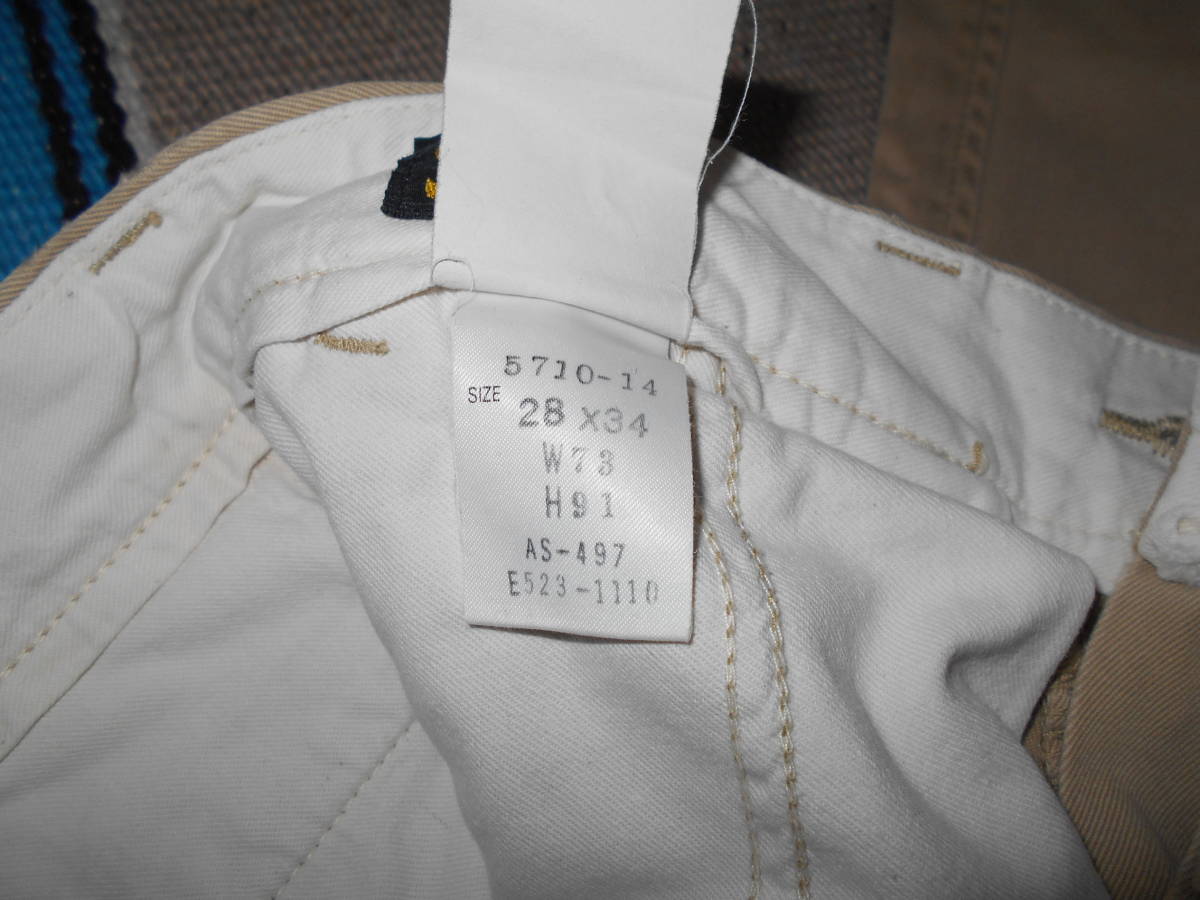 5710-14
SIZE 28 x34
W73
H91
AS-497
E523-1110